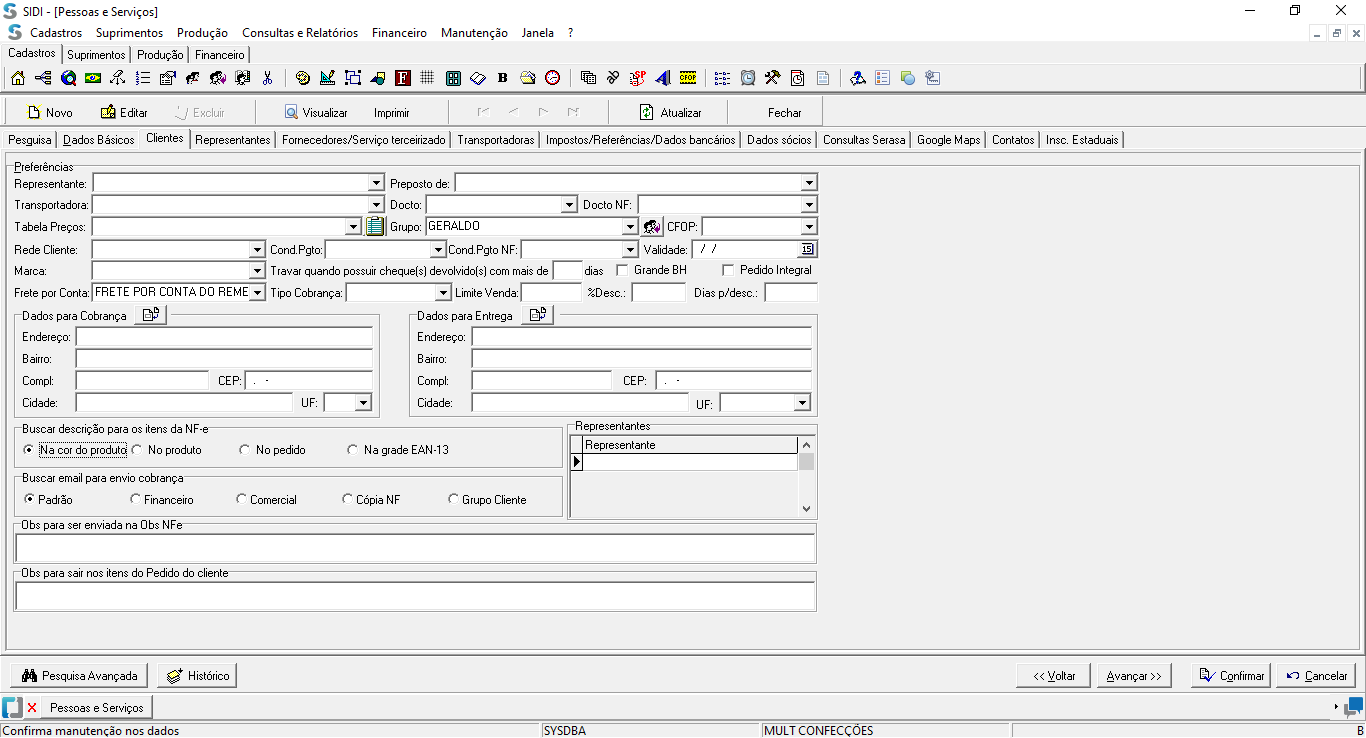 SIDI - [Pessoas e Serviços]
Cadastros Suprimentos Produção Consultas e Relatórios Financeiro Manutenção Janela ?
Cadastros Suprimentos Produção Financeiro
B SP CFOP
Novo Editar Excluir Visualizar Imprimir Atualizar Fechar
Pesquisa Dados Básicos Clientes Representantes Fornecedores/Serviço terceirizado Transportadoras Impostos/Referências/Dados bancários Dados sócios Consultas Serasa Google Maps Contatos Insc. Estaduais
Preferências
Representante: Preposto de:
Transportadora: Docto: Docto NF:
Tabela Preços: Grupo: GERALDO CFOP:
Rede Cliente: Cond.Pgto: Cond.Pgto NF: Validade: / / 15
Marca: Travar quando possuir cheque(s) devolvido(s) com mais de dias Grande BH Pedido Integral
Frete por Conta: FRETE POR CONTA DO REME Tipo Cobrança: Limite Venda: %Desc.: Dias p/desc.:
Dados para Cobrança Dados para Entrega
Endereço: Endereço:
Bairro: Bairro:
Compl: CEP: . - Compl: CEP: . -
Cidade: UF: Cidade: UF:
Buscar descrição para os itens da NF-e Representantes
Na cor do produto No produto No pedido Na grade EAN-13 Representante
Buscar email para envio cobrança
Padrão Financeiro Comercial Cópia NF Grupo Cliente
Obs para ser enviada na Obs NFe
Obs para sair nos itens do Pedido do cliente
Pesquisa Avançada Histórico << Voltar Avançar >> Confirmar Cancelar
Pessoas e Serviços
Confirma manutenção nos dados SYSDBA MULT CONFECÇÕES B